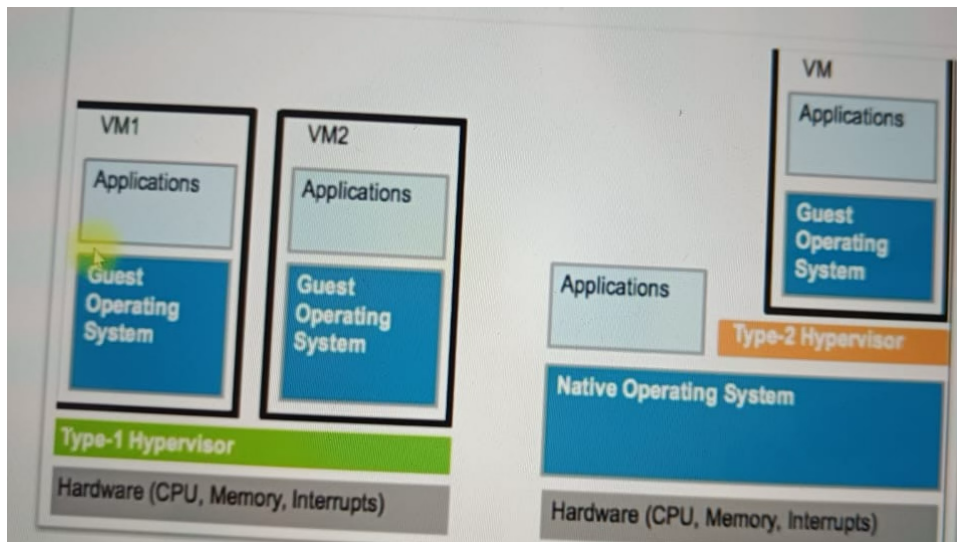 VM1
Applications
Guest
Operating
System
VM2
Applications
Guest
Operating
System
Type-1 Hypervisor
Hardware (CPU, Memory, Interrupts)
VM
Applications
Guest
Operating
System
Applications
Type-2 Hypervisor
Native Operating System
Hardware (CPU, Memory, Interrupts)